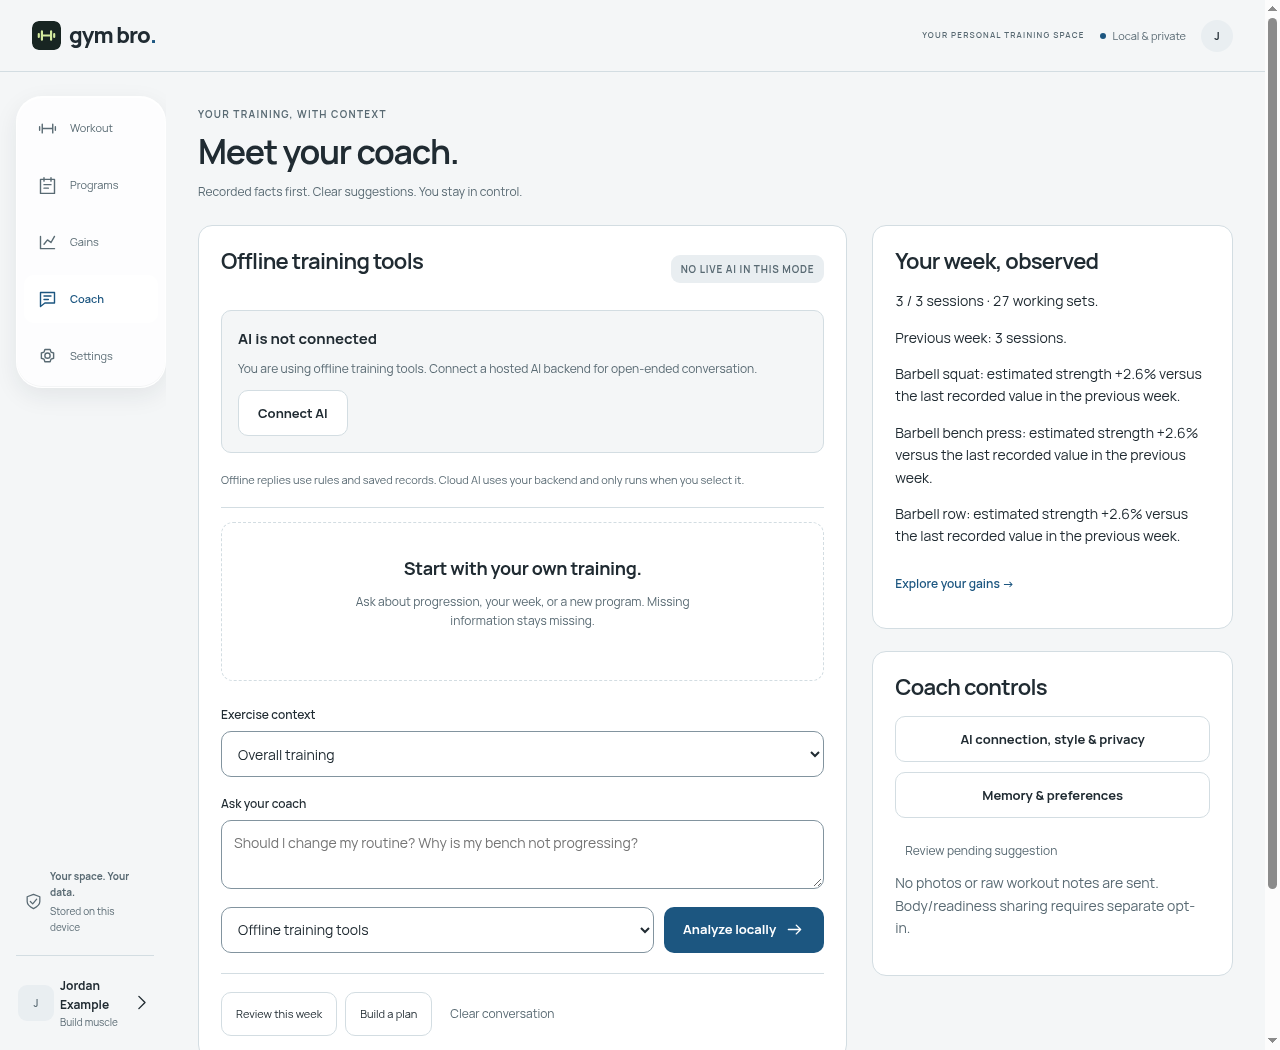 gym bro.
YOUR PERSONAL TRAINING SPACE
Local & private
J
Workout
Programs
Gains
Coach
Settings
Your space. Your
data.
Stored on this
device
J
Jordan
Example
Build muscle
YOUR TRAINING, WITH CONTEXT
Meet your coach.
Recorded facts first. Clear suggestions. You stay in control.
Offline training tools
NO LIVE AI IN THIS MODE
AI is not connected
You are using offline training tools. Connect a hosted AI backend for open-ended conversation.
Connect AI
Offline replies use rules and saved records. Cloud AI uses your backend and only runs when you select it.
Start with your own training.
Ask about progression, your week, or a new program. Missing
information stays missing.
Exercise context
Overall training
Ask your coach
Should I change my routine? Why is my bench not progressing?
Offline training tools
Analyze locally →
Review this week
Build a plan
Clear conversation
Your week, observed
3 / 3 sessions · 27 working sets.
Previous week: 3 sessions.
Barbell squat: estimated strength +2.6% versus
the last recorded value in the previous week.
Barbell bench press: estimated strength +2.6%
versus the last recorded value in the previous
week.
Barbell row: estimated strength +2.6% versus
the last recorded value in the previous week.
Explore your gains →
Coach controls
AI connection, style & privacy
Memory & preferences
Review pending suggestion
No photos or raw workout notes are sent.
Body/readiness sharing requires separate opt-
in.